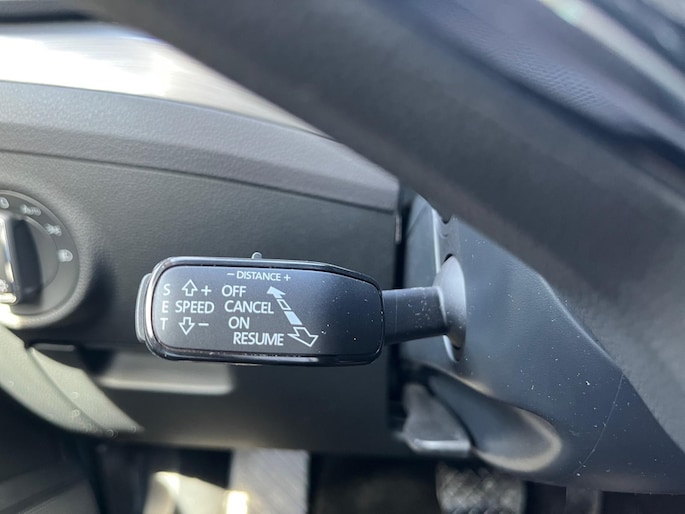 − DISTANCE +
S + OFF
E SPEED CANCEL
T − ON
RESUME